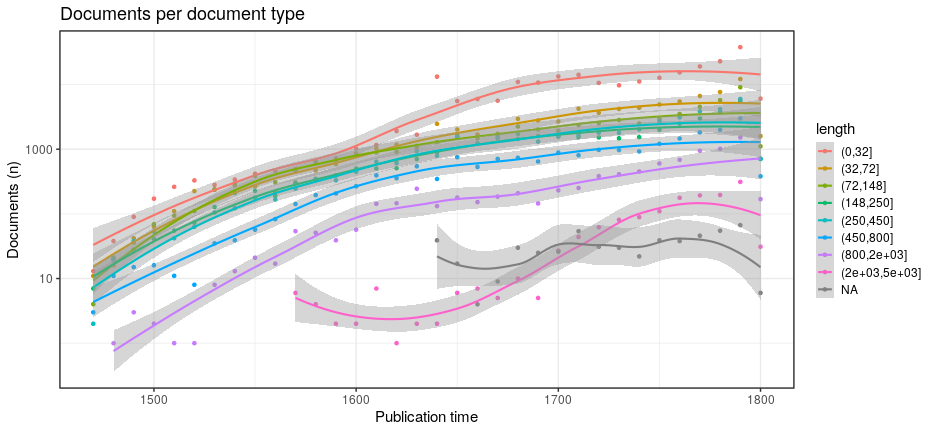 Documents per document type
Documents (n)
1000
10
1500
1600
1700
1800
Publication time
length
(0,32]
(32,72]
(72,148]
(148,250]
(250,450]
(450,800]
(800,2e+03]
(2e+03,5e+03]
NA